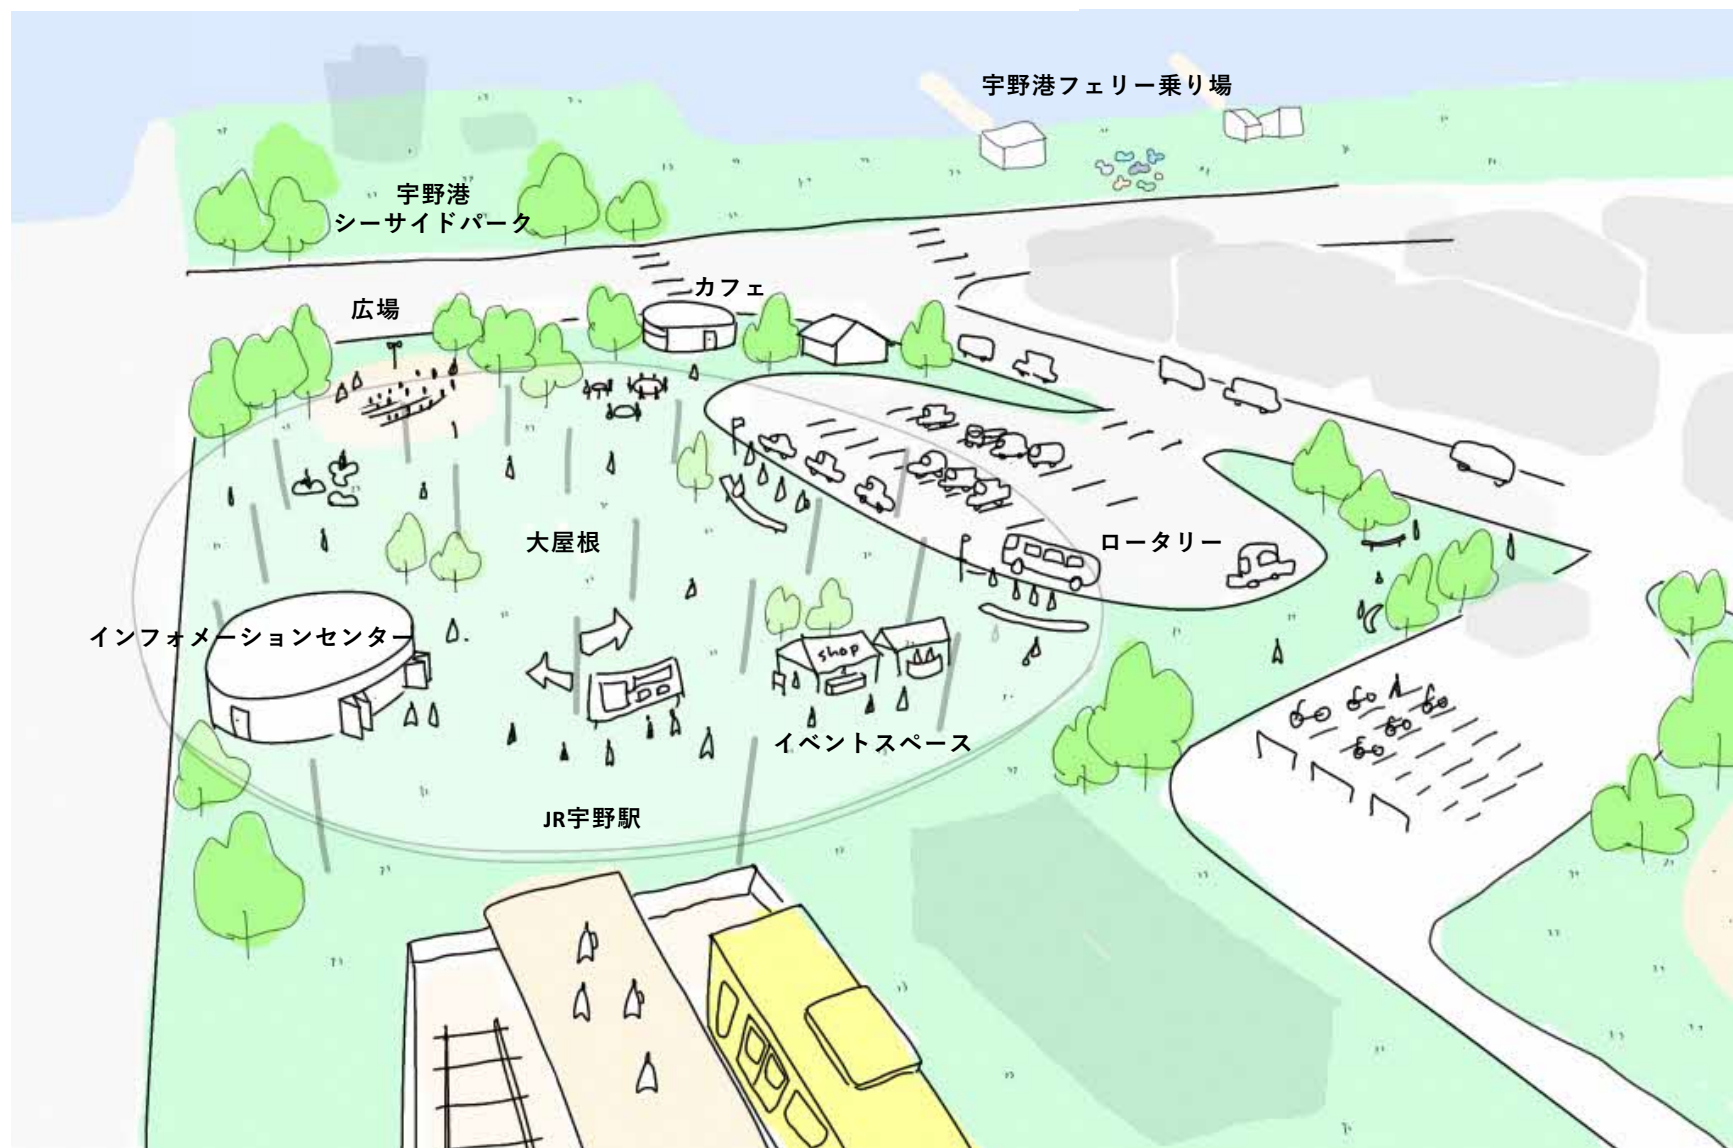 宇野港フェリー乗り場
宇野港
シーサイドパーク
カフェ
広場
大屋根
ロータリー
インフォメーションセンター
shop
イベントスペース
JR宇野駅